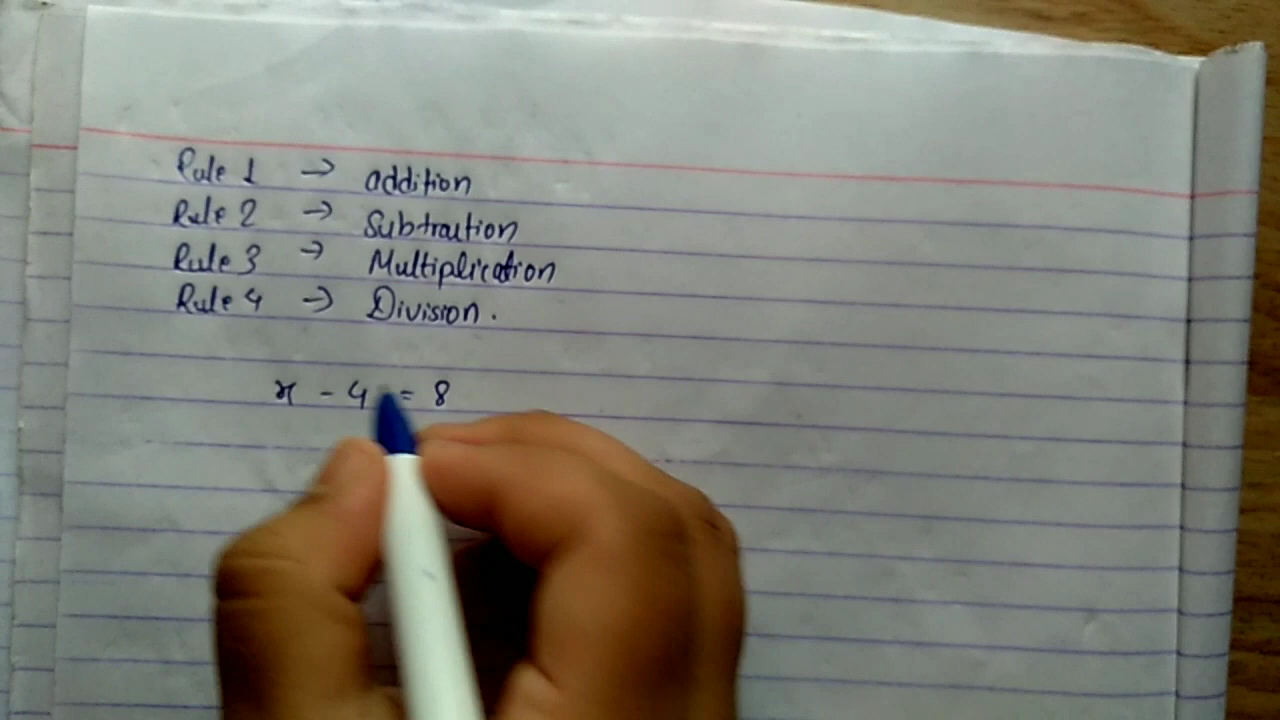 Rule 1 → addition
Rule 2 → Subtraction
Rule 3 → Multiplication
Rule 4 → Division.
x - 4 = 8